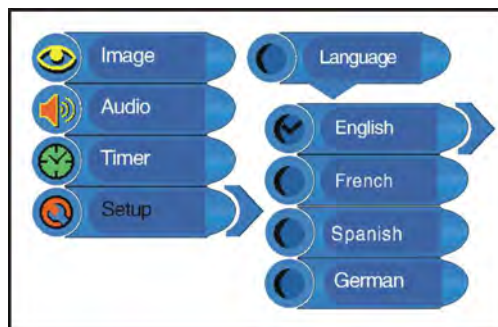 Image
Audio
Timer
Setup
Language
English
French
Spanish
German